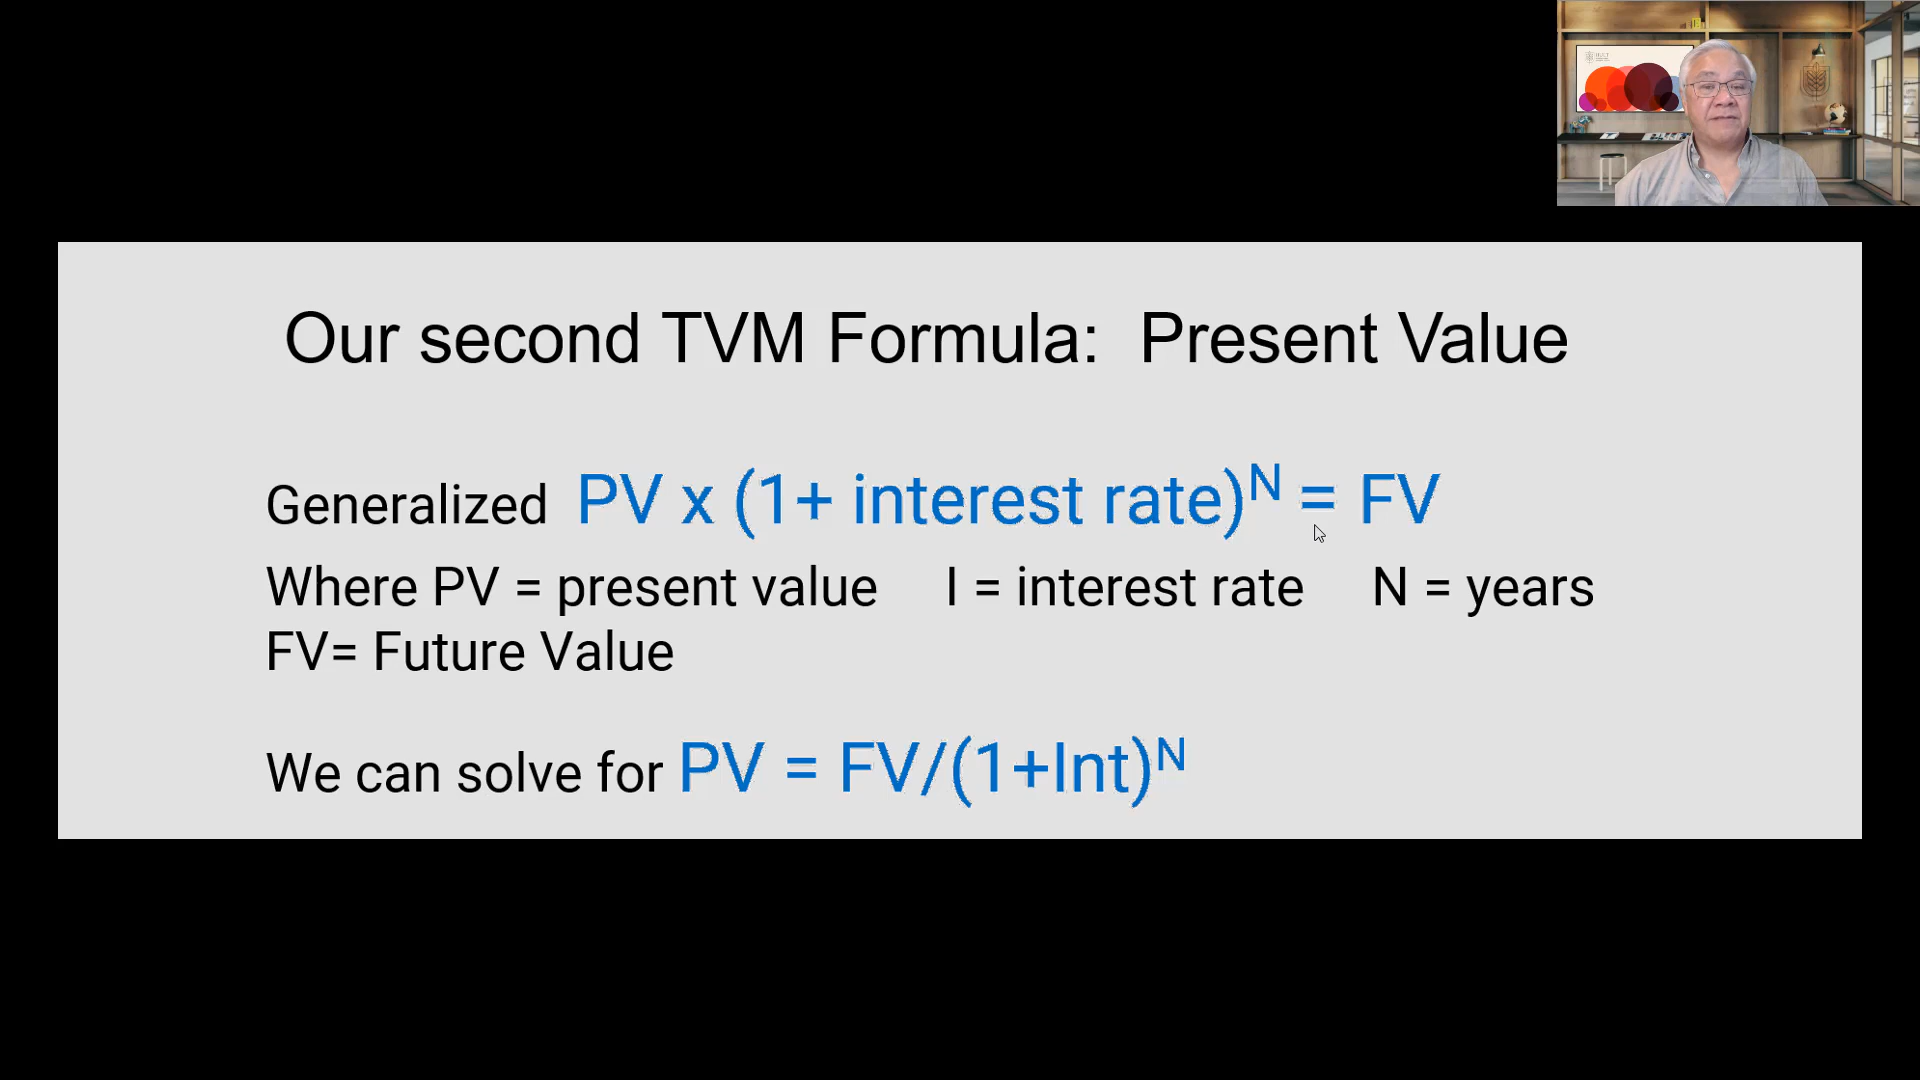 Our second TVM Formula: Present Value
Generalized PV x (1+ interest rate)^N = FV
Where PV = present value I = interest rate N = years
FV= Future Value
We can solve for PV = FV/(1+Int)^N